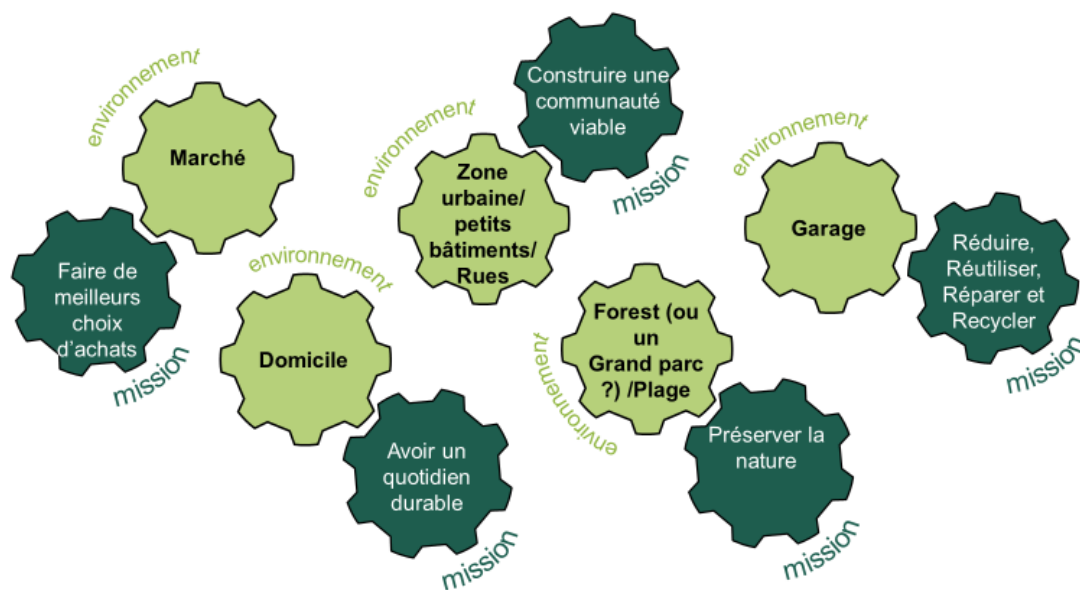 environnement
Marché
Faire de
meilleurs
choix
d’achats
mission
environnement
Domicile
Avoir un
quotidien
durable
mission
environnement
Zone
urbaine/
petits
bâtiments/
Rues
Construire une
communauté
viable
mission
environnement
Forest (ou
un
Grand parc
?) /Plage
Préserver la
nature
mission
environnement
Garage
Réduire,
Réutiliser,
Réparer et
Recycler
mission